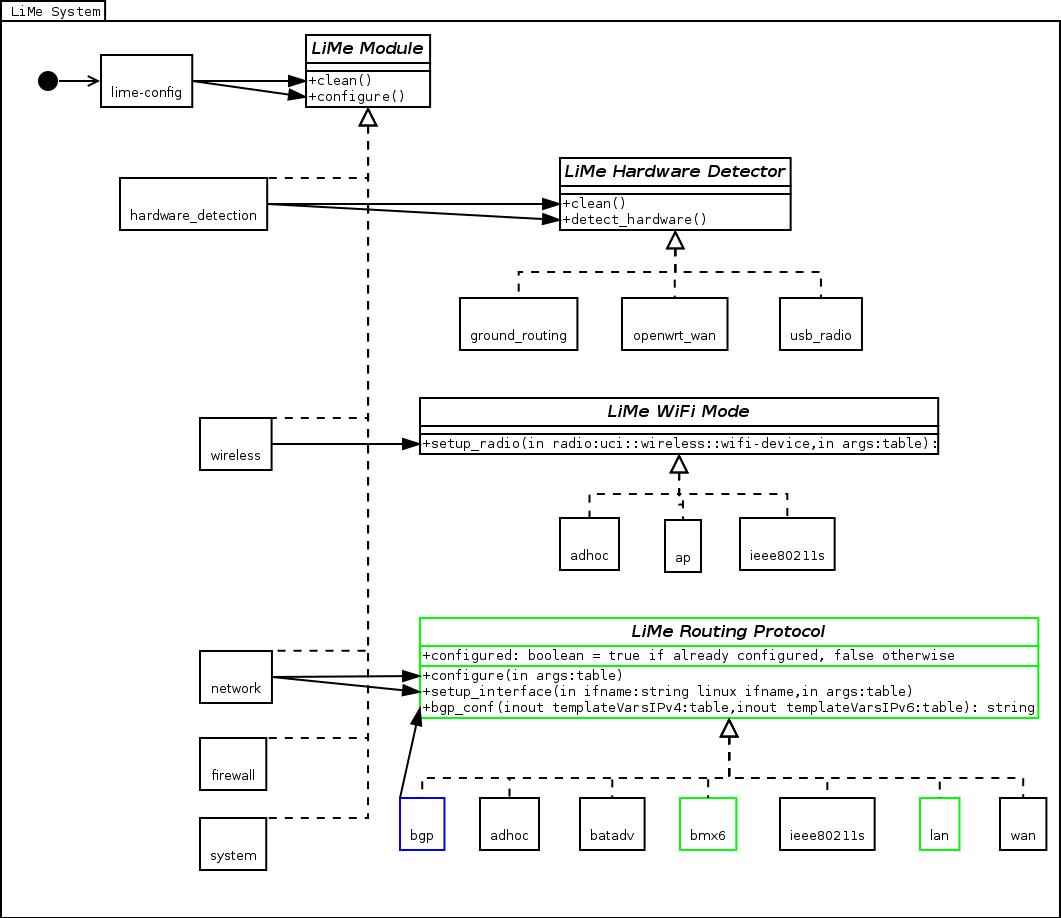 LiMe System
LiMe Module
lime-config
+clean()
+configure()
LiMe Hardware Detector
hardware_detection
+clean()
+detect_hardware()
ground_routing
openwrt_wan
usb_radio
LiMe WiFi Mode
wireless
+setup_radio(in radio:uci::wireless::wifi-device,in args:table):
adhoc
ap
ieee80211s
LiMe Routing Protocol
+configured: boolean = true if already configured, false otherwise
network
+configure(in args:table)
+setup_interface(in ifname:string linux ifname,in args:table)
+bgp_conf(inout templateVarsIPv4:table,inout templateVarsIPv6:table): string
firewall
bgp
adhoc
batadv
bmx6
ieee80211s
lan
wan
system